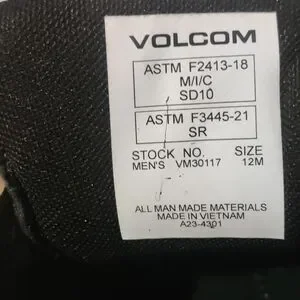 VOLCOM
ASTM F2413-18
M/I/C
SD10
ASTM F3445-21
SR
STOCK NO. SIZE
MEN'S VM30117 12M
ALL MAN MADE MATERIALS
MADE IN VIETNAM
A23-4301